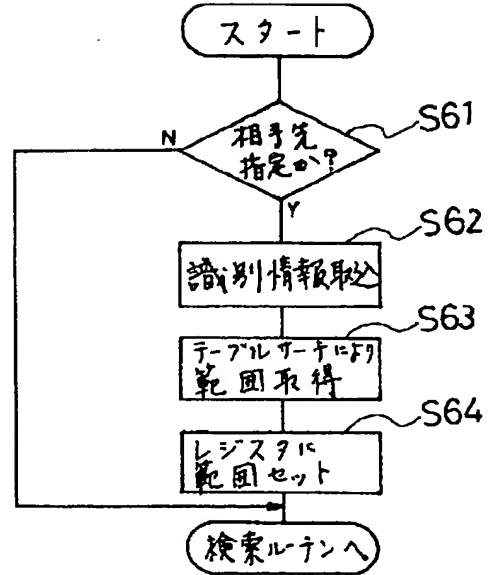 スタート
S61
N
相手先
指定か?
Y
S62
識別情報取込
S63
テーブルサーチにより
範囲取得
S64
レジスタに
範囲セット
検索ルーチンへ